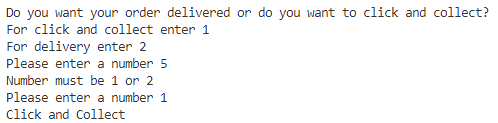 Do you want your order delivered or do you want to click and collect?
For click and collect enter 1
For delivery enter 2
Please enter a number 5
Number must be 1 or 2
Please enter a number 1
Click and Collect